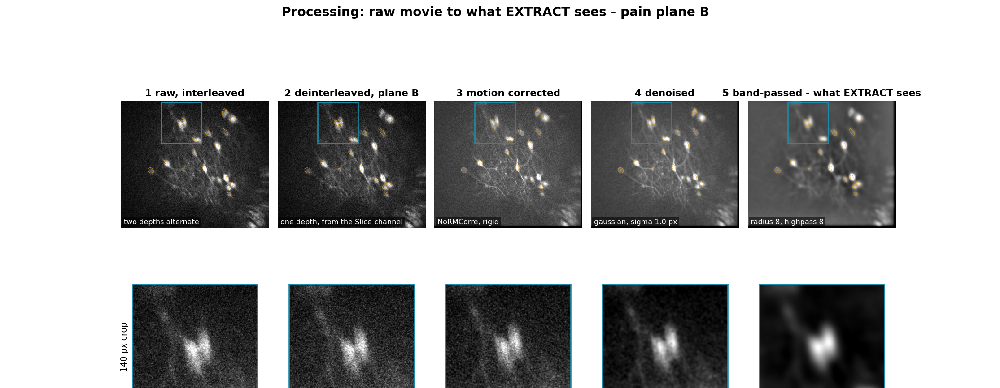 Processing: raw movie to what EXTRACT sees - pain plane B
1 raw, interleaved
2 deinterleaved, plane B
3 motion corrected
4 denoised
5 band-passed - what EXTRACT sees
two depths alternate
one depth, from the Slice channel
NoRMCorre, rigid
gaussian, sigma 1.0 px
radius 8, highpass 8
140 px crop